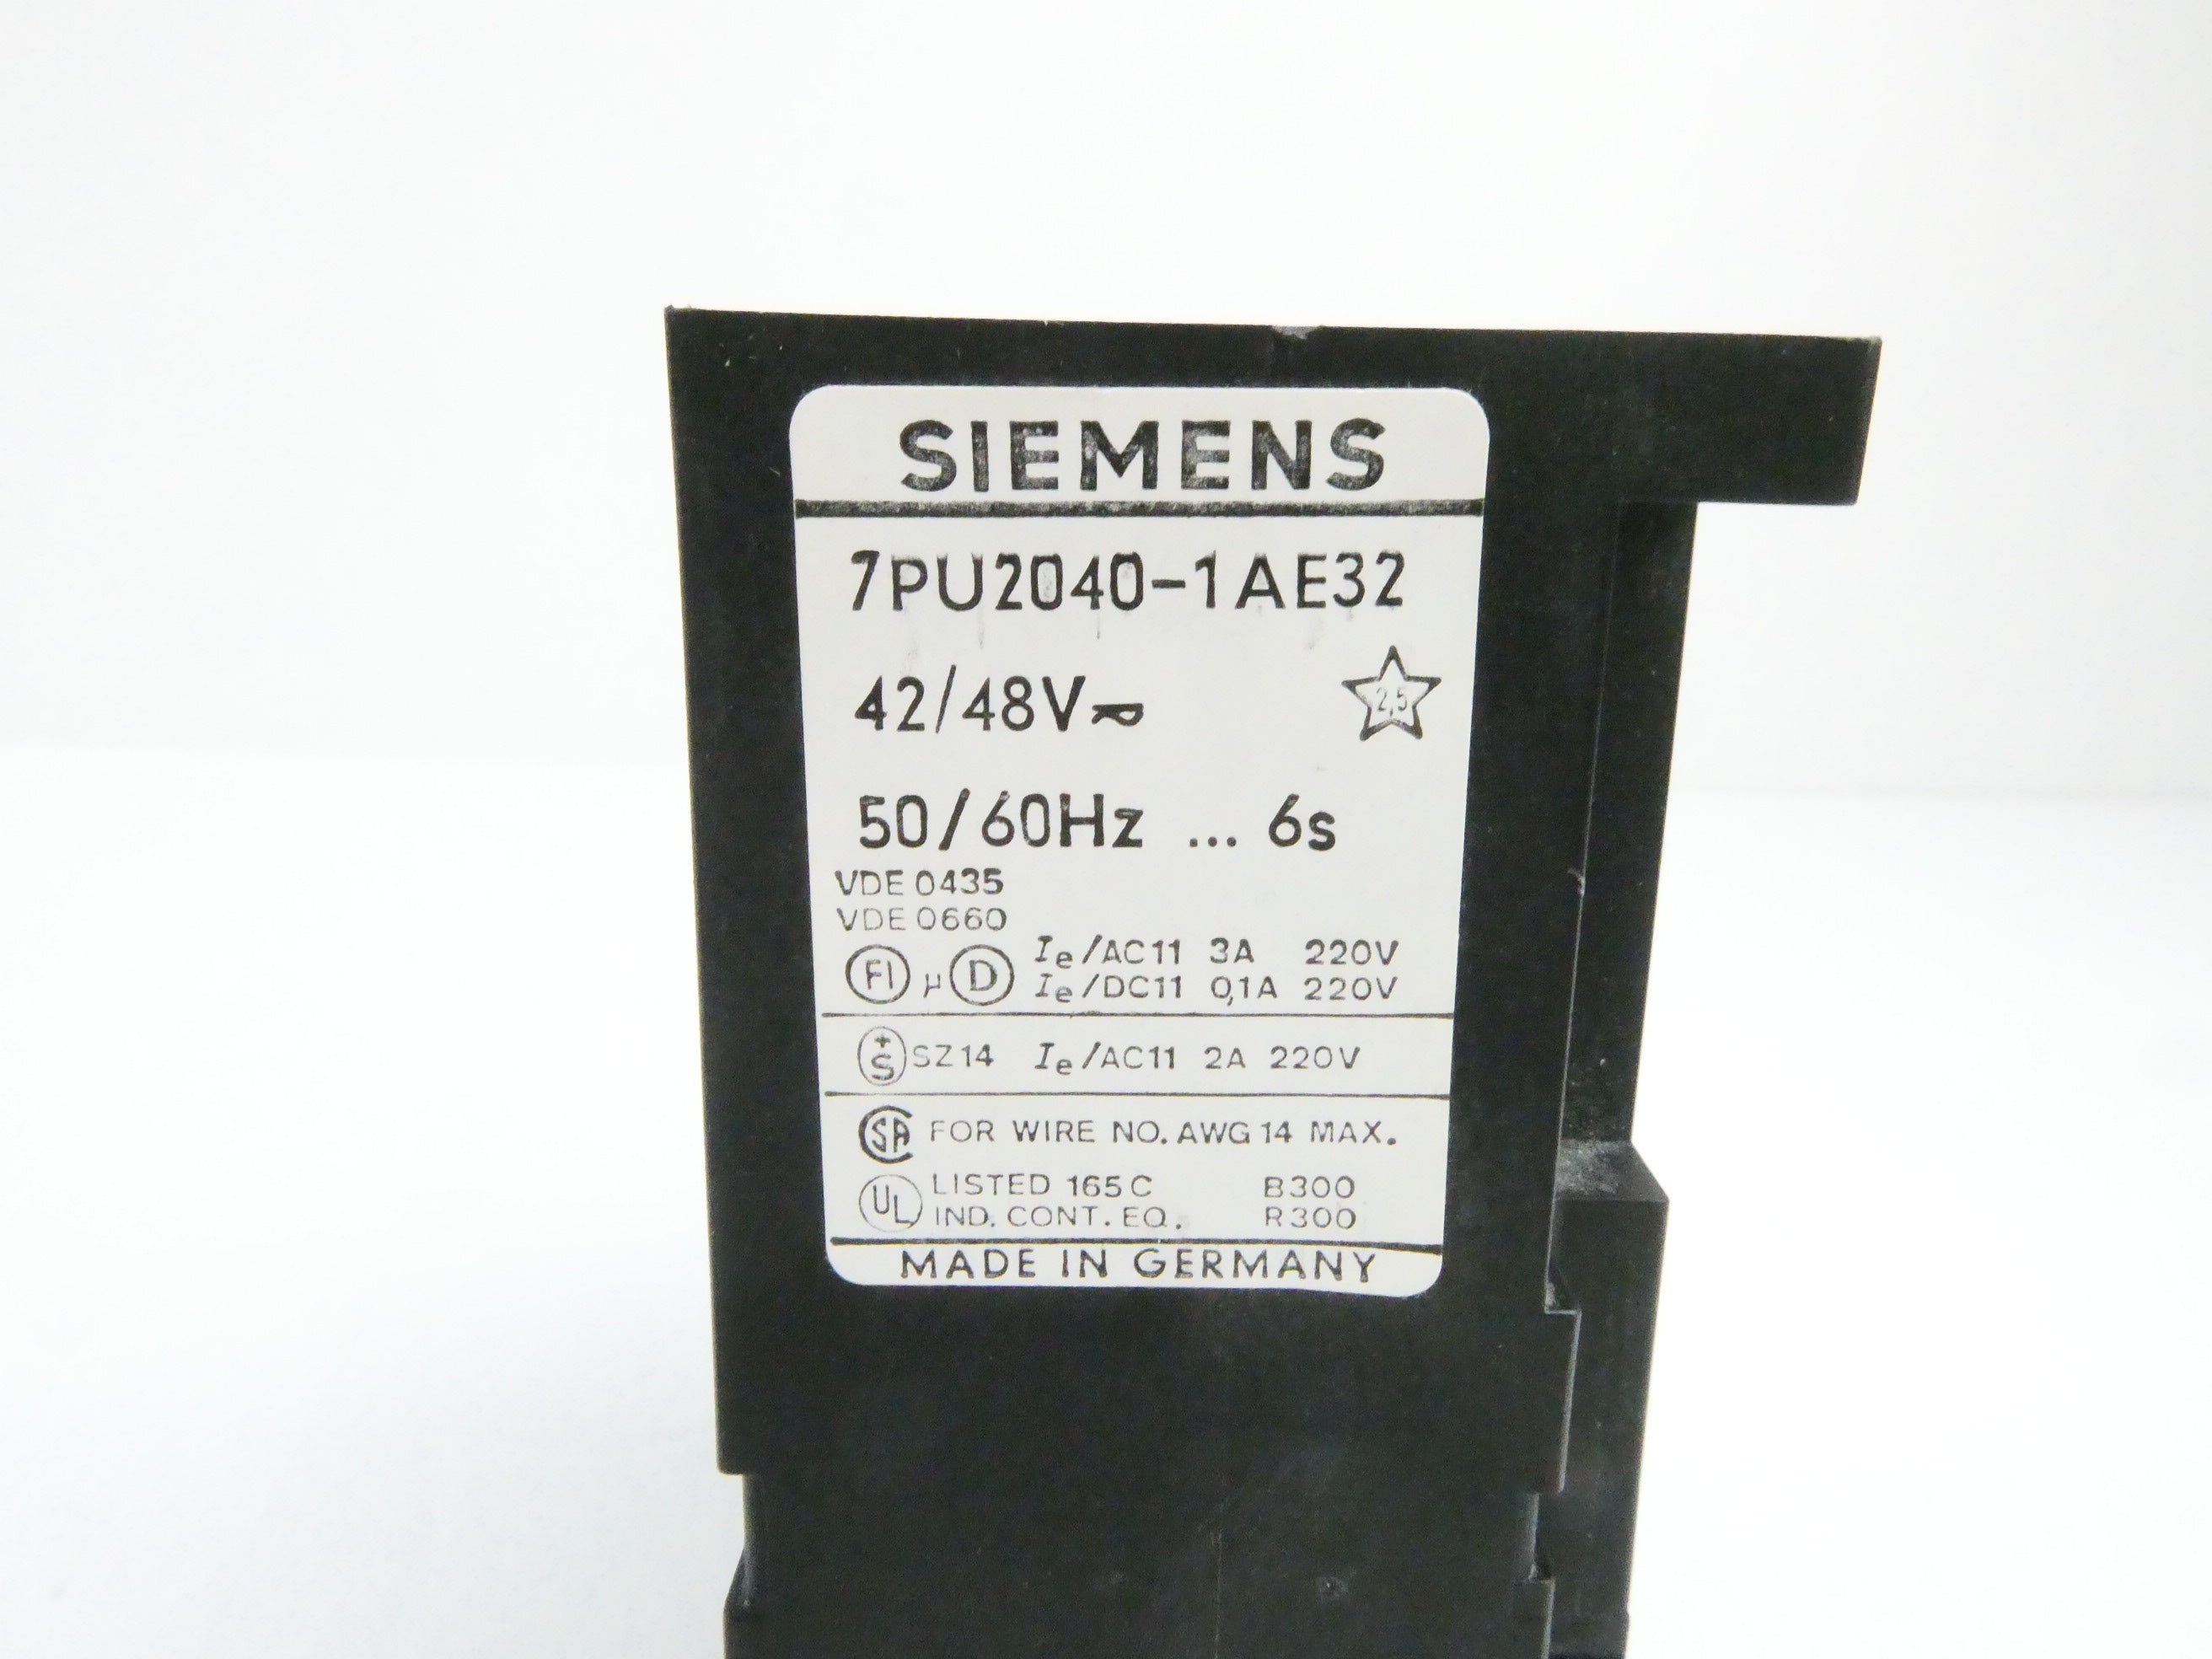 SIEMENS
7PU2040-1AE32
42/48V
2,5
50/60Hz ... 6s
VDE 0435
VDE 0660
FI μ D Ie/AC11 3A 220V
Ie/DC11 0,1A 220V
+S SZ14 Ie/AC11 2A 220V
SA FOR WIRE NO. AWG 14 MAX.
UL LISTED 165C B300
IND. CONT. EQ. R300
MADE IN GERMANY